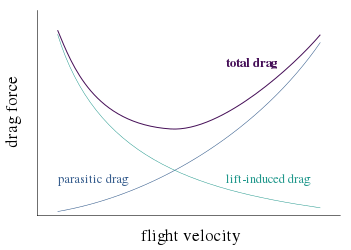 total drag
drag force
parasitic drag
lift-induced drag
flight velocity